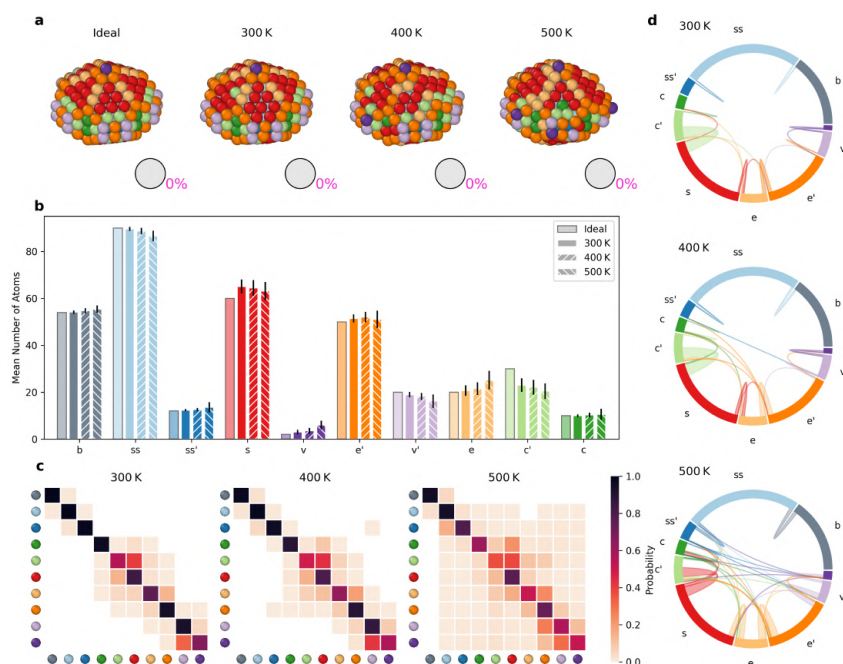 a
Ideal
300 K
400 K
500 K
0%
0%
0%
0%
b
Mean Number of Atoms
80
60
40
20
0
Ideal
300 K
400 K
500 K
b
ss
ss'
s
v
e'
v'
e
c'
c
c
300 K
400 K
500 K
1.0
0.8
0.6
0.4
0.2
0.0
Probability
d
300 K
ss
b
v
e'
e
s
c'
c
ss'
400 K
ss
b
v
e'
e
s
c'
c
ss'
500 K
ss
b
v
e'
e
s
c'
c
ss'